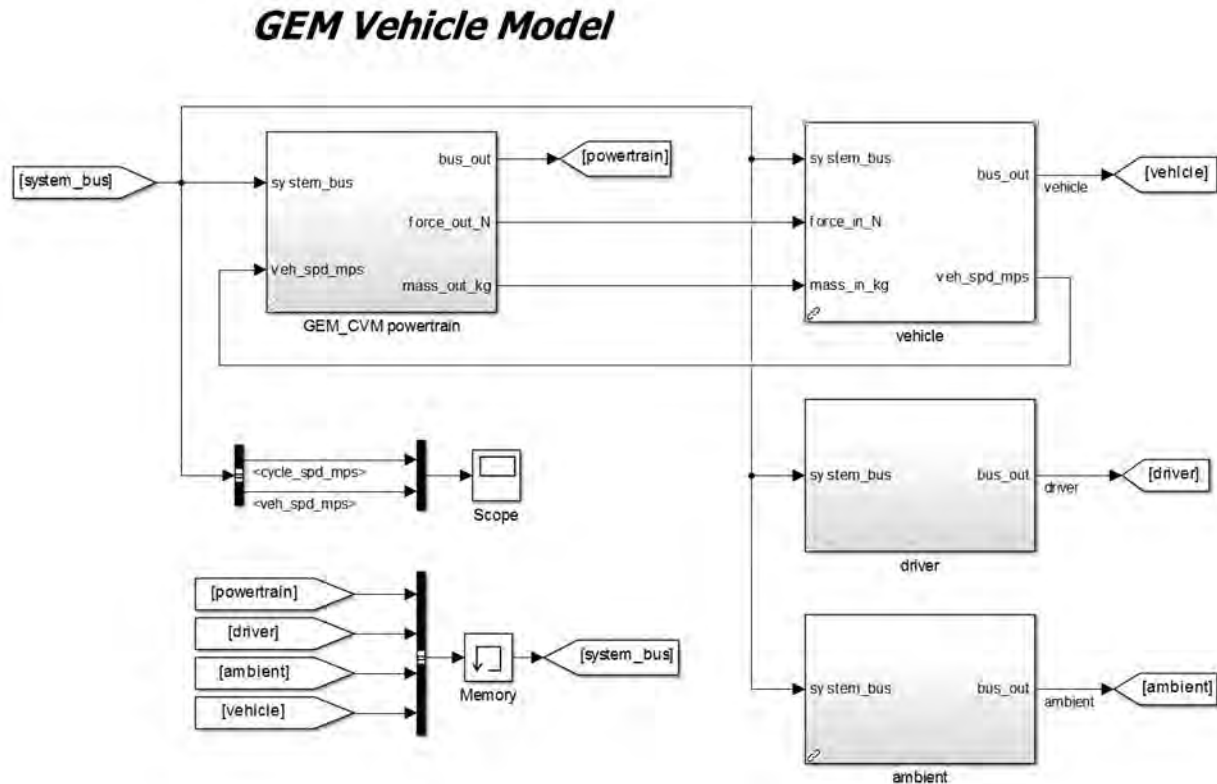 GEM Vehicle Model
[system_bus]
system_bus
veh_spd_mps
bus_out
force_out_N
mass_out_kg
GEM_CVM powertrain
[powertrain]
system_bus
force_in_N
mass_in_kg
bus_out
veh_spd_mps
vehicle
vehicle
[vehicle]
<cycle_spd_mps>
<veh_spd_mps>
Scope
system_bus
bus_out
driver
driver
[driver]
[powertrain]
[driver]
[ambient]
[vehicle]
Memory
[system_bus]
system_bus
bus_out
ambient
ambient
[ambient]